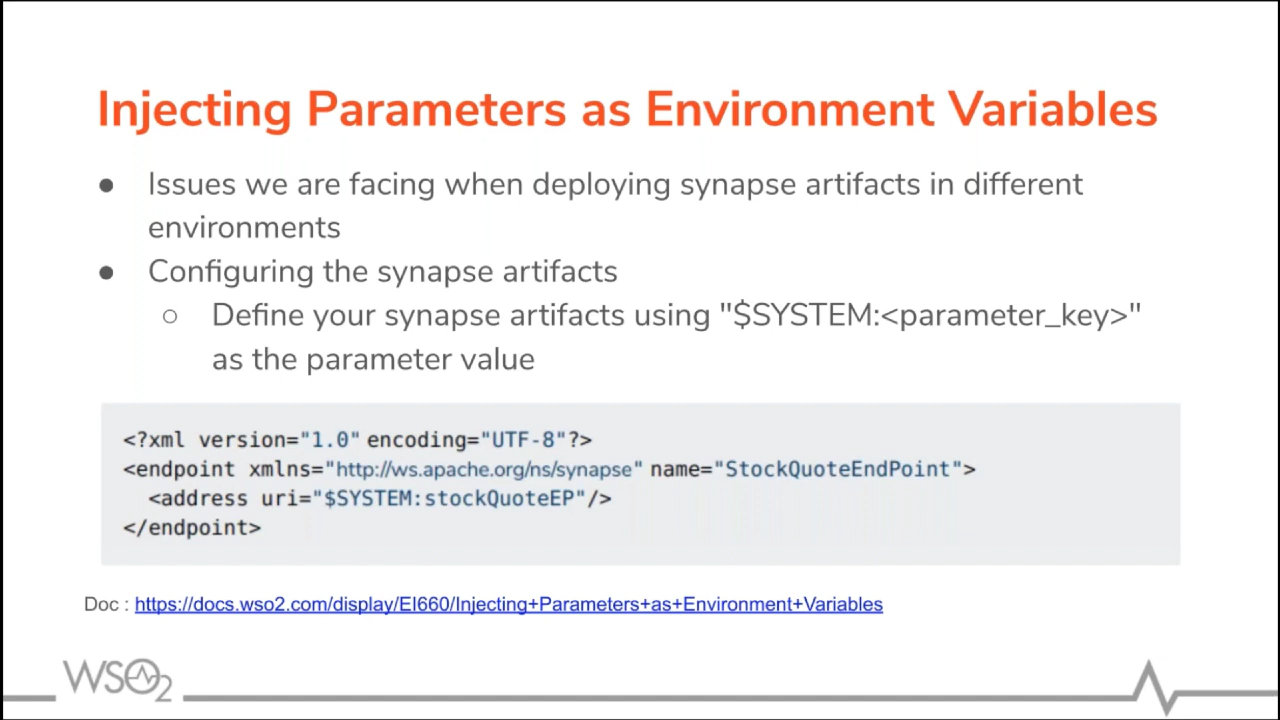 Injecting Parameters as Environment Variables
● Issues we are facing when deploying synapse artifacts in different
environments
● Configuring the synapse artifacts
○ Define your synapse artifacts using "$SYSTEM:<parameter_key>"
as the parameter value
<?xml version="1.0" encoding="UTF-8"?>
<endpoint xmlns="http://ws.apache.org/ns/synapse" name="StockQuoteEndPoint">
<address uri="$SYSTEM:stockQuoteEP"/>
</endpoint>
Doc : https://docs.wso2.com/display/EI660/Injecting+Parameters+as+Environment+Variables
WSO2